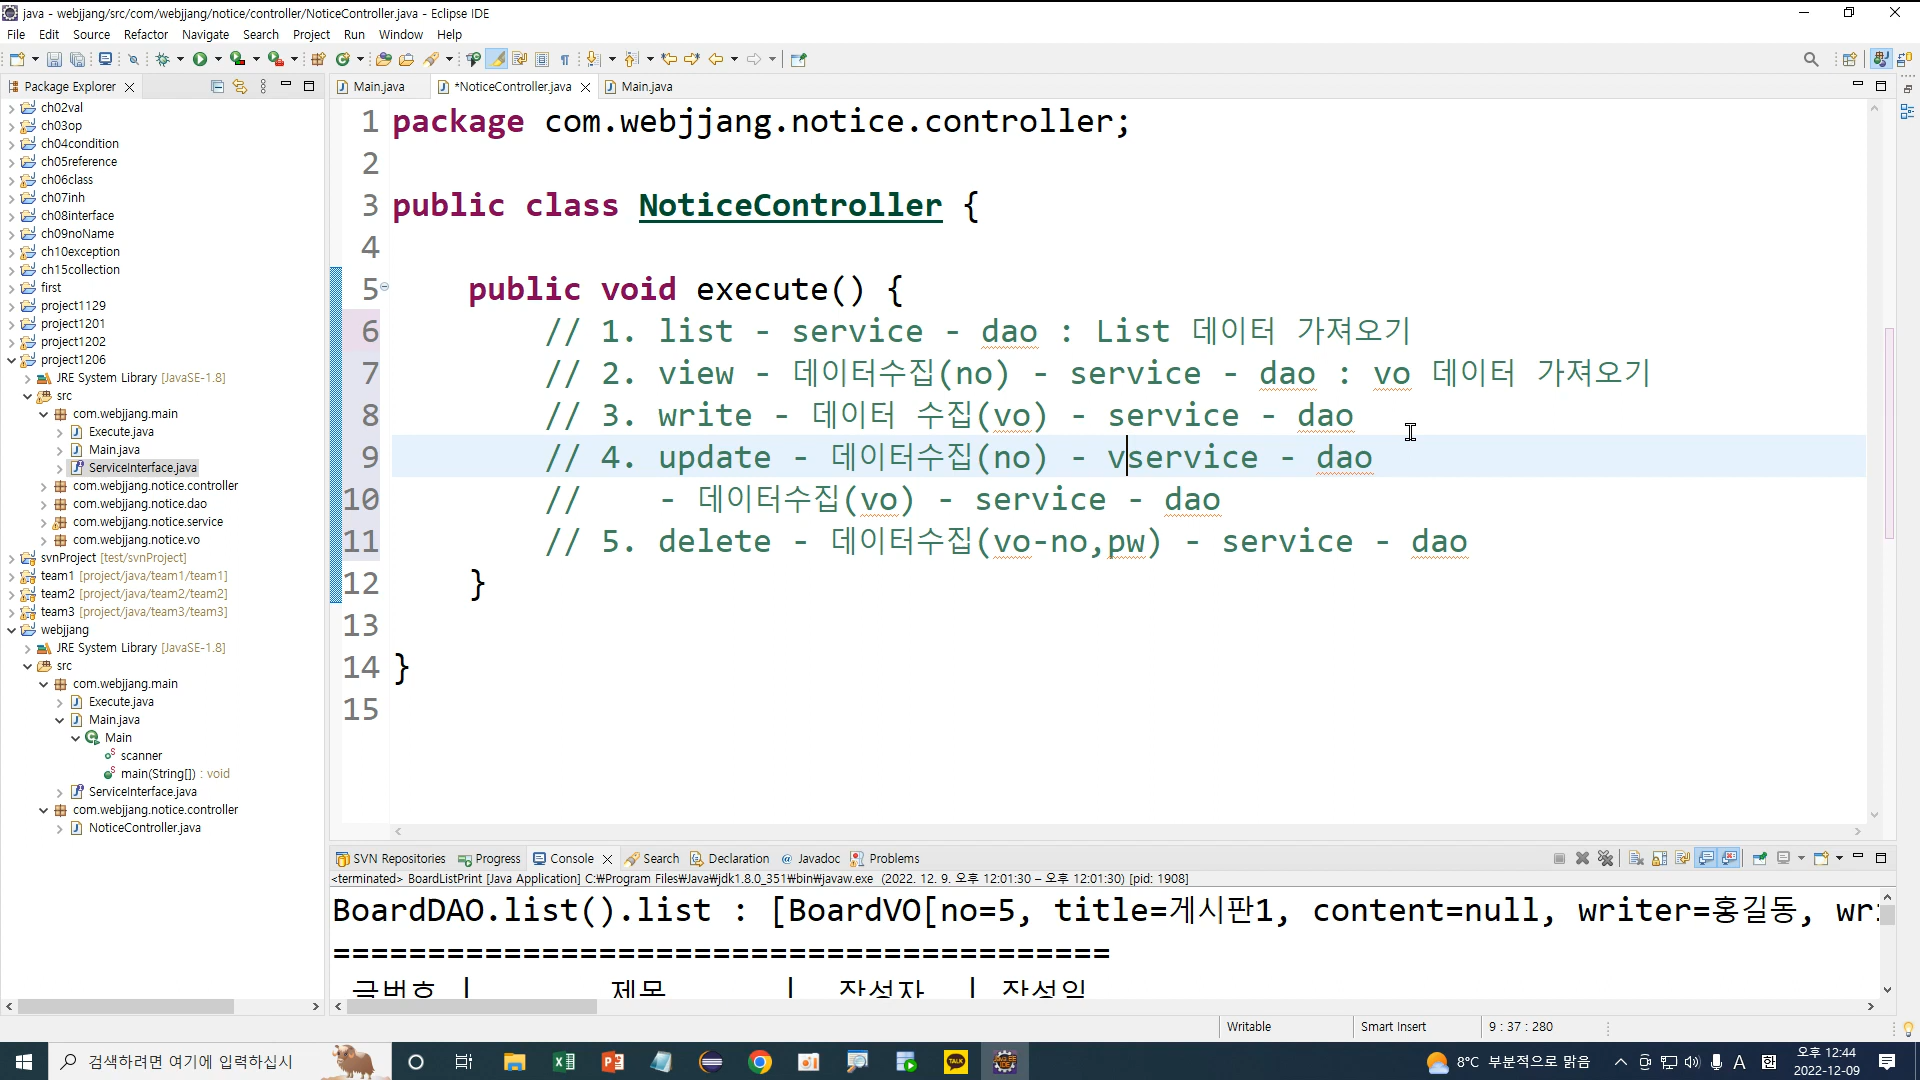 java - webjjang/src/com/webjjang/notice/controller/NoticeController.java - Eclipse IDE
File Edit Source Refactor Navigate Search Project Run Window Help
Package Explorer
Main.java *NoticeController.java Main.java
ch02val
ch03op
ch04condition
ch05reference
ch06class
ch07inh
ch08interface
ch09noName
ch10exception
ch15collection
first
project1129
project1201
project1202
project1206
JRE System Library [JavaSE-1.8]
src
com.webjjang.main
Execute.java
Main.java
ServiceInterface.java
com.webjjang.notice.controller
com.webjjang.notice.dao
com.webjjang.notice.service
com.webjjang.notice.vo
svnProject [test/svnProject]
team1 [project/java/team1/team1]
team2 [project/java/team2/team2]
team3 [project/java/team3/team3]
webjjang
JRE System Library [JavaSE-1.8]
src
com.webjjang.main
Execute.java
Main.java
Main
scanner
main(String[]) : void
ServiceInterface.java
com.webjjang.notice.controller
NoticeController.java
1 package com.webjjang.notice.controller;
2
3 public class NoticeController {
4
5 public void execute() {
6 // 1. list - service - dao : List 데이터 가져오기
7 // 2. view - 데이터수집(no) - service - dao : vo 데이터 가져오기
8 // 3. write - 데이터 수집(vo) - service - dao
9 // 4. update - 데이터수집(no) - vservice - dao
10 // - 데이터수집(vo) - service - dao
11 // 5. delete - 데이터수집(vo-no,pw) - service - dao
12 }
13
14 }
15
SVN Repositories Progress Console Search Declaration Javadoc Problems
<terminated> BoardListPrint [Java Application] C:₩Program Files₩Java₩jdk1.8.0_351₩bin₩javaw.exe (2022. 12. 9. 오후 12:01:30 – 오후 12:01:30) [pid: 1908]
BoardDAO.list().list : [BoardVO[no=5, title=게시판1, content=null, writer=홍길동, wri
=========================================
글번호 | 제목 | 작성자 | 작성일
Writable Smart Insert 9 : 37 : 280
검색하려면 여기에 입력하십시
8°C 부분적으로 맑음
A 한
오후 12:44
2022-12-09